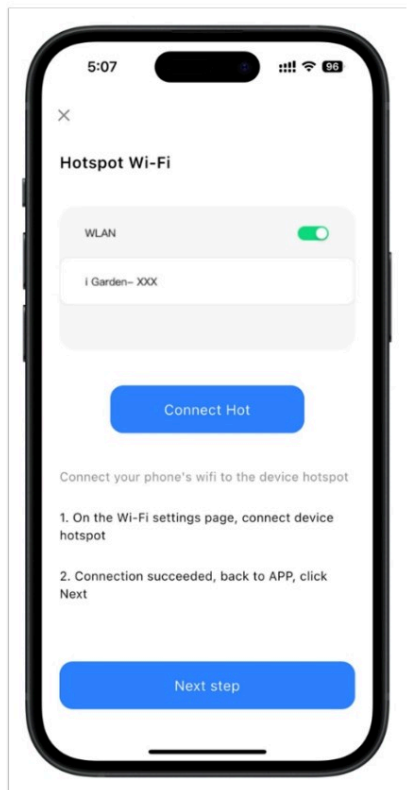 5:07
96
Hotspot Wi-Fi
WLAN
i Garden– XXX
Connect Hot
Connect your phone's wifi to the device hotspot
1. On the Wi-Fi settings page, connect device
hotspot
2. Connection succeeded, back to APP, click
Next
Next step